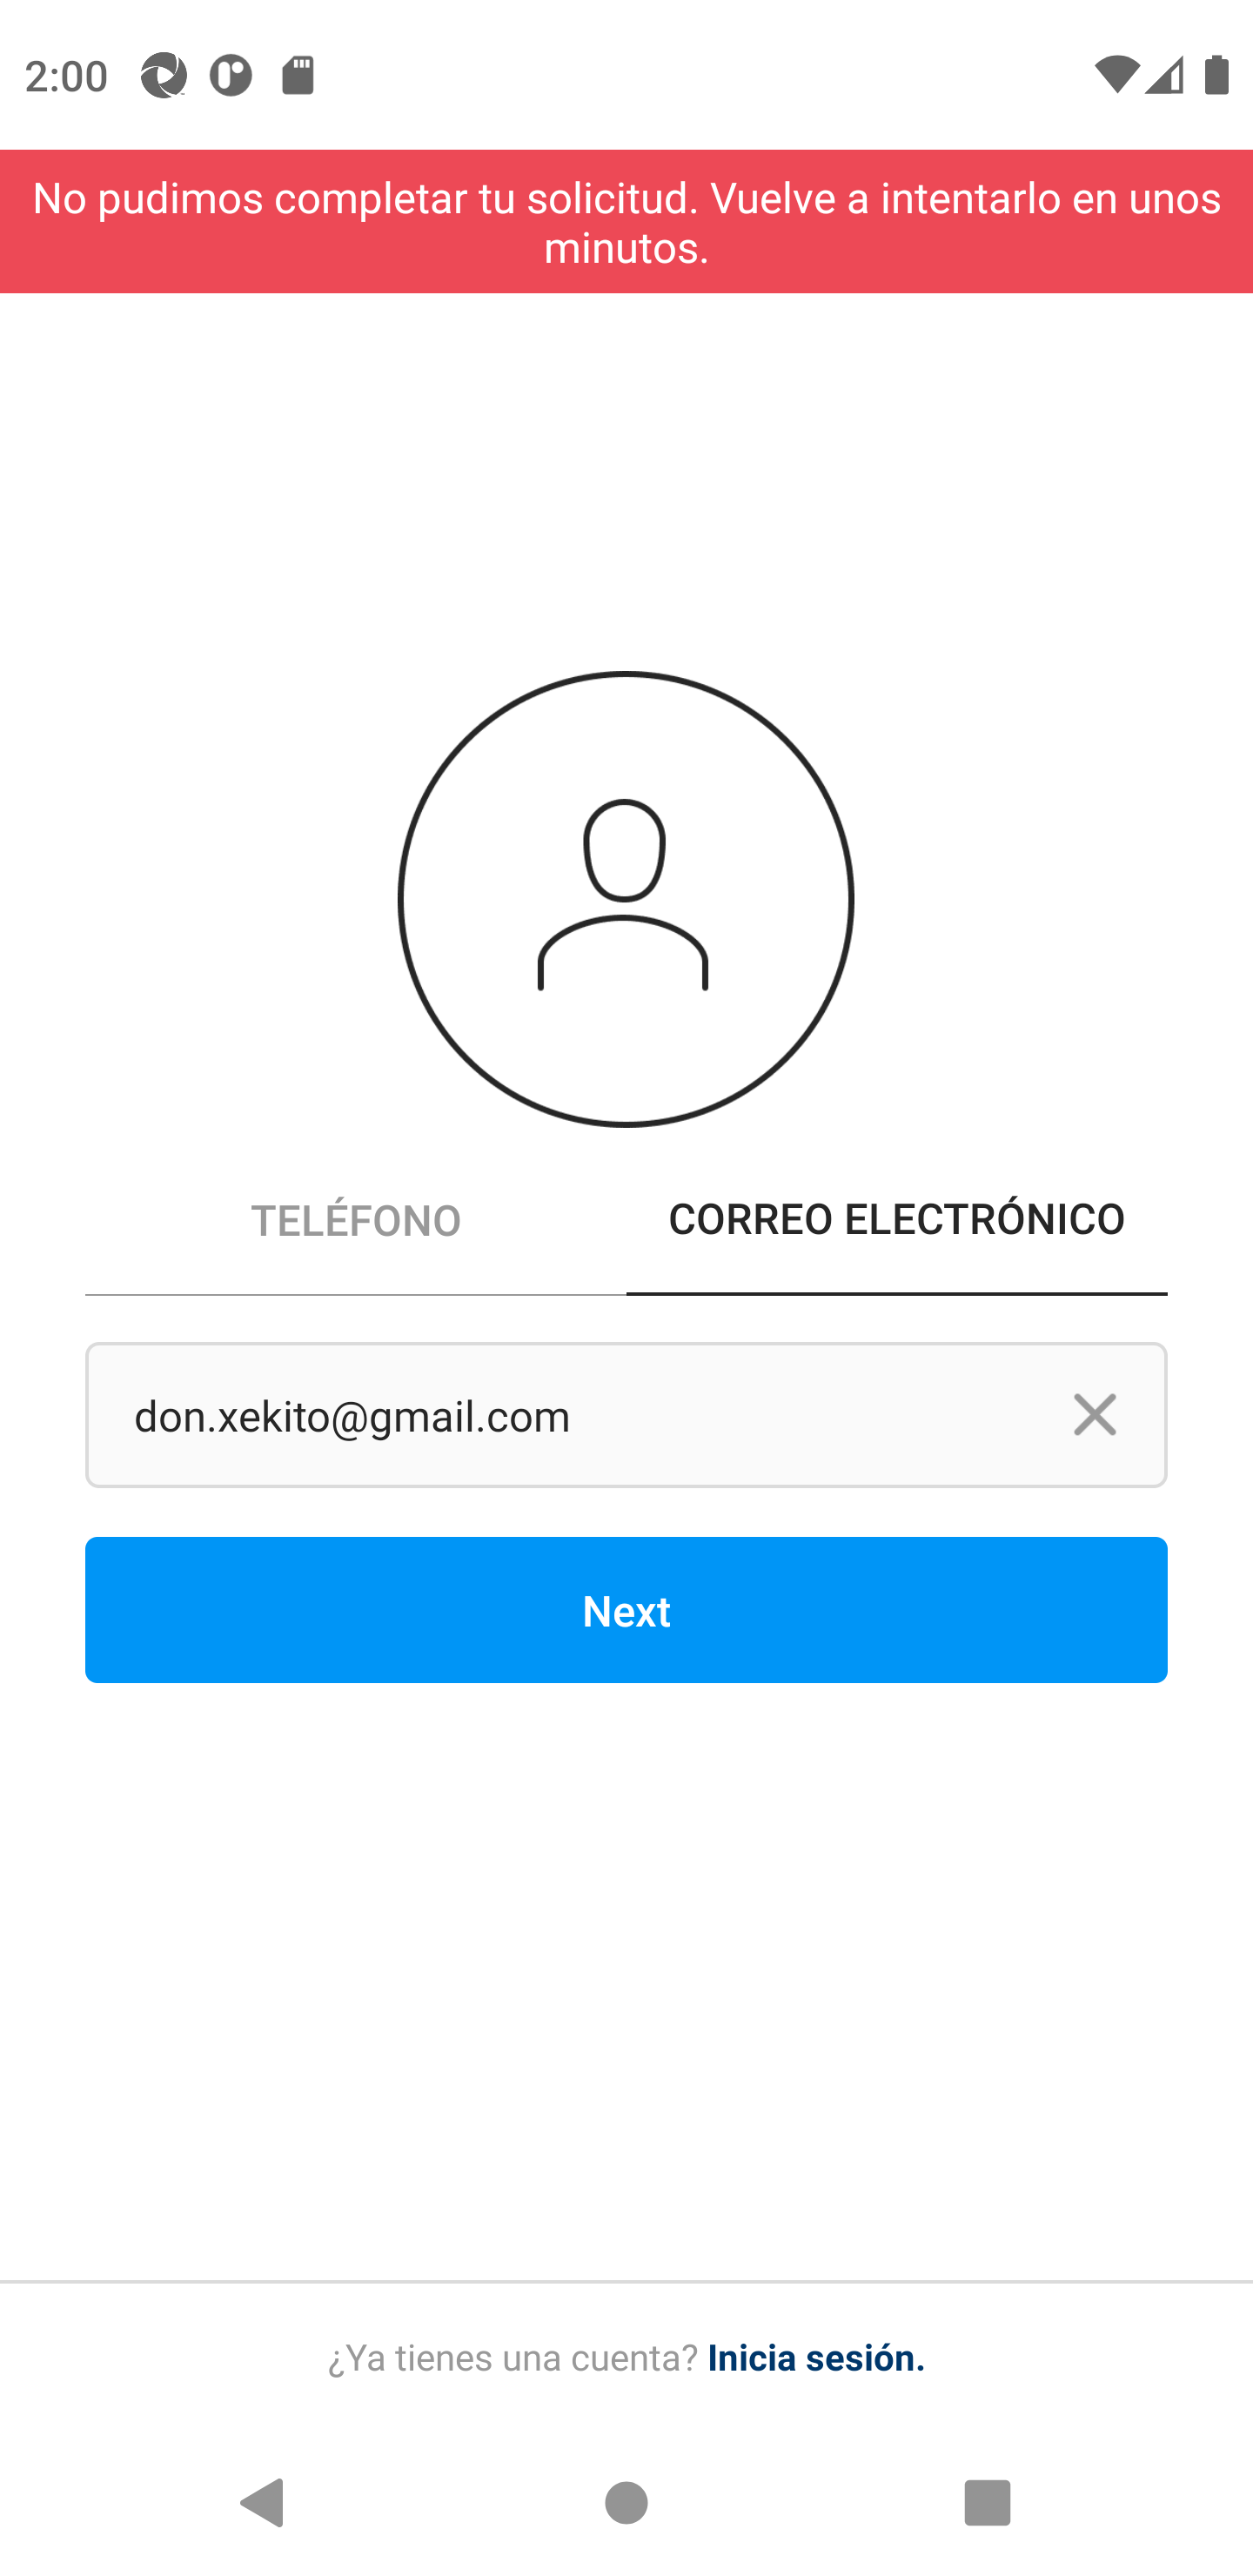 2:00
No pudimos completar tu solicitud. Vuelve a intentarlo en unos
minutos.
TELÉFONO
CORREO ELECTRÓNICO
don.xekito@gmail.com
Next
¿Ya tienes una cuenta? Inicia sesión.